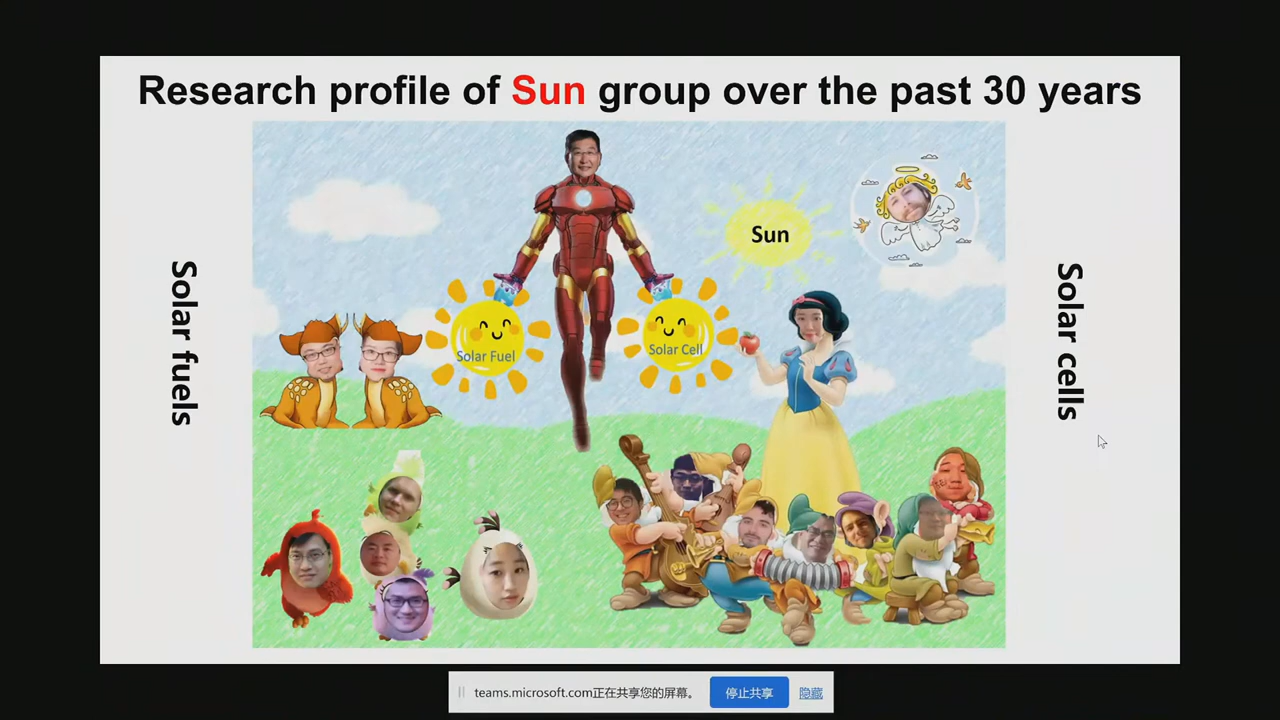 Research profile of Sun group over the past 30 years
Solar fuels
Solar Fuel
Solar Cell
Sun
Solar cells
teams.microsoft.com正在共享您的屏幕。
停止共享
隐藏